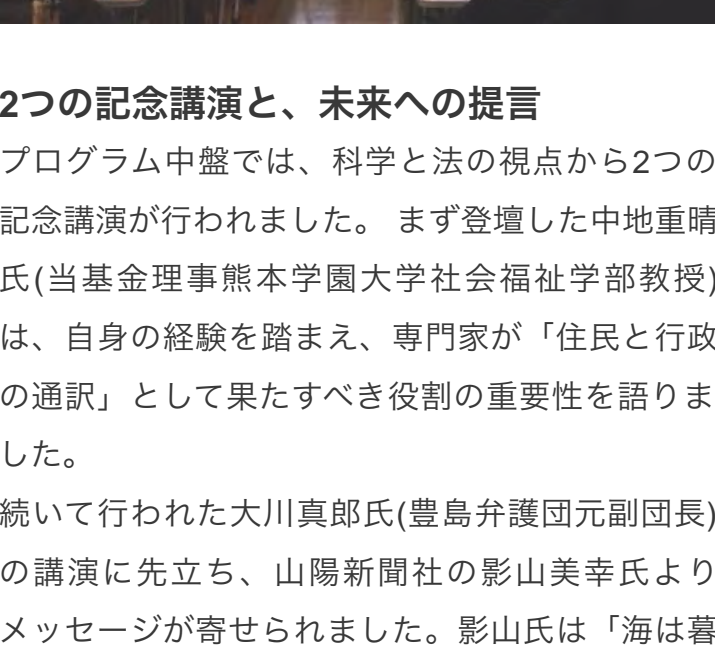 2つの記念講演と、未来への提言
プログラム中盤では、科学と法の視点から2つの
記念講演が行われました。 まず登壇した中地重晴
氏(当基金理事熊本学園大学社会福祉学部教授)
は、自身の経験を踏まえ、専門家が「住民と行政
の通訳」として果たすべき役割の重要性を語りま
した。
続いて行われた大川真郎氏(豊島弁護団元副団長)
の講演に先立ち、山陽新聞社の影山美幸氏より
メッセージが寄せられました。影山氏は「海は暮